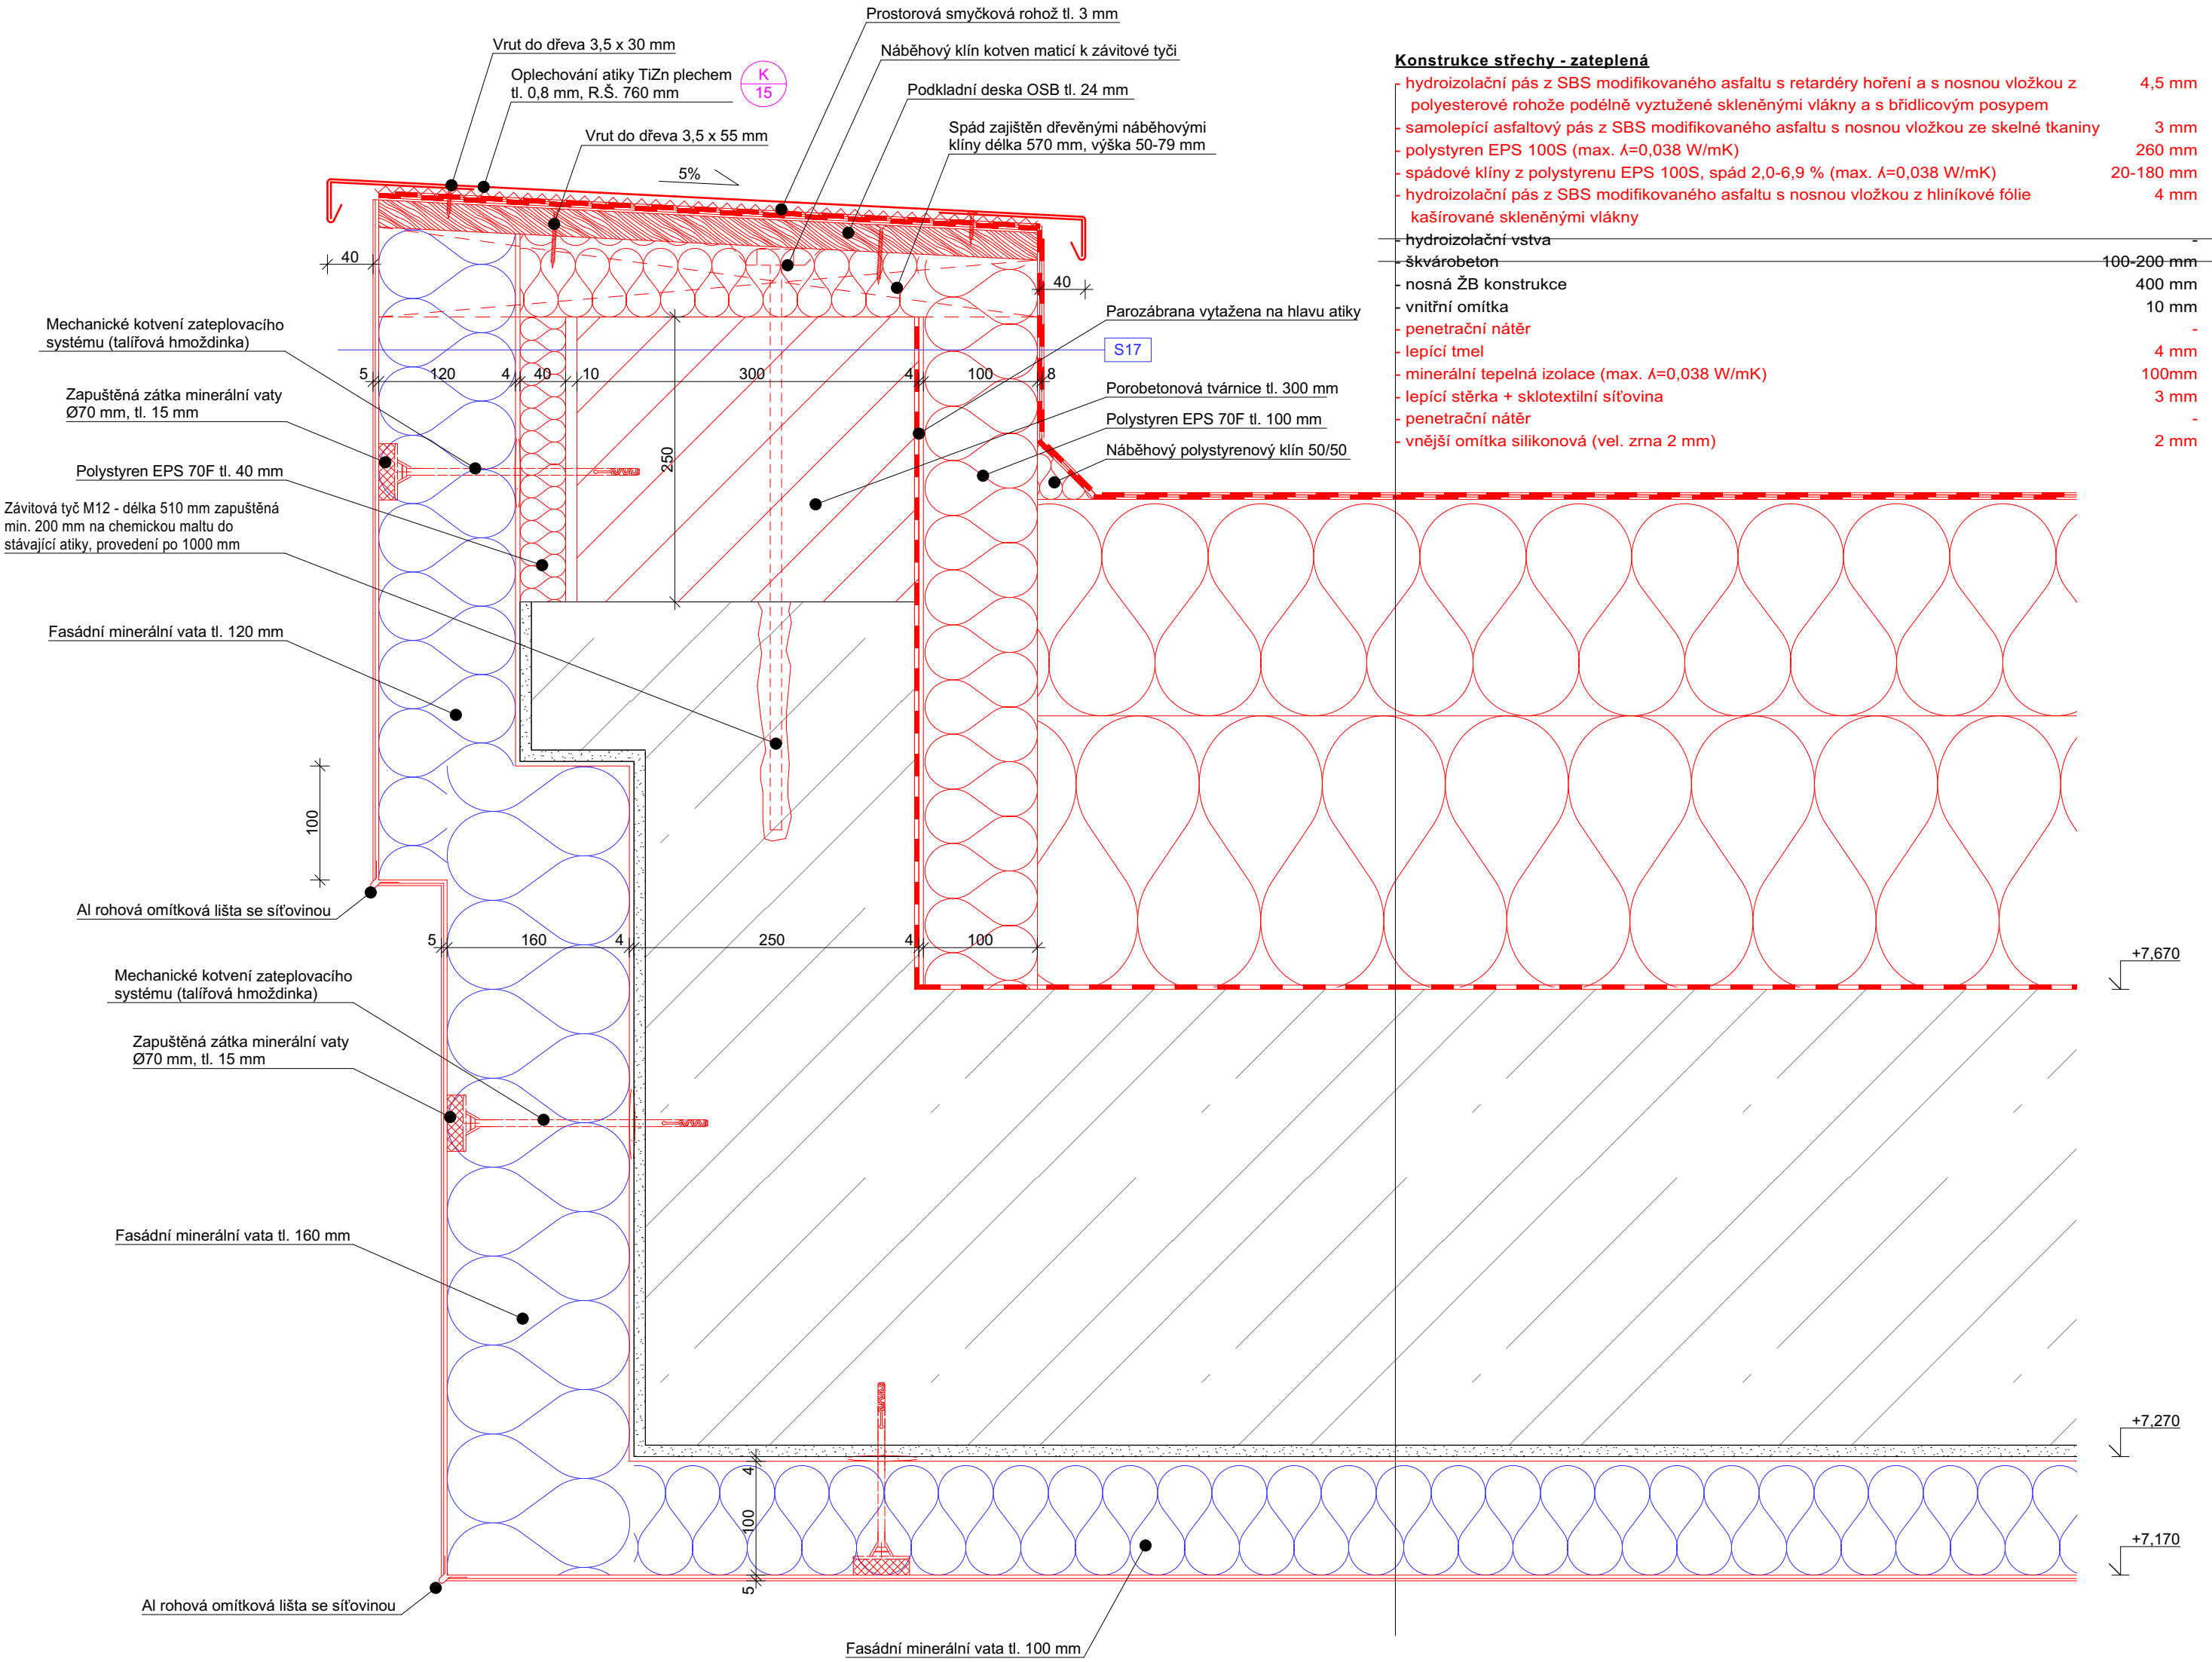 Prostorová smyčková rohož tl. 3 mm
Vrut do dřeva 3,5 x 30 mm
Náběhový klín kotven maticí k závitové tyči
Oplechování atiky TiZn plechem
tl. 0,8 mm, R.Š. 760 mm
K
15
Podkladní deska OSB tl. 24 mm
Vrut do dřeva 3,5 x 55 mm
Spád zajištěn dřevěnými náběhovými
klíny délka 570 mm, výška 50-79 mm
5%
Konstrukce střechy - zateplená
- hydroizolační pás z SBS modifikovaného asfaltu s retardéry hoření a s nosnou vložkou z 4,5 mm
polyesterové rohože podélně vyztužené skleněnými vlákny a s břidlicovým posypem
- samolepící asfaltový pás z SBS modifikovaného asfaltu s nosnou vložkou ze skelné tkaniny 3 mm
- polystyren EPS 100S (max. ʎ=0,038 W/mK) 260 mm
- spádové klíny z polystyrenu EPS 100S, spád 2,0-6,9 % (max. ʎ=0,038 W/mK) 20-180 mm
- hydroizolační pás z SBS modifikovaného asfaltu s nosnou vložkou z hliníkové fólie 4 mm
kašírované skleněnými vlákny
- hydroizolační vstva -
- škvárobeton 100-200 mm
- nosná ŽB konstrukce 400 mm
- vnitřní omítka 10 mm
- penetrační nátěr -
- lepící tmel 4 mm
- minerální tepelná izolace (max. ʎ=0,038 W/mK) 100mm
- lepící stěrka + sklotextilní síťovina 3 mm
- penetrační nátěr -
- vnější omítka silikonová (vel. zrna 2 mm) 2 mm
40
40
Mechanické kotvení zateplovacího
systému (talířová hmoždinka)
Parozábrana vytažena na hlavu atiky
S17
5 120 4 40 10 300 4 100 8
Zapuštěná zátka minerální vaty
Ø70 mm, tl. 15 mm
Porobetonová tvárnice tl. 300 mm
Polystyren EPS 70F tl. 100 mm
Náběhový polystyrenový klín 50/50
250
Polystyren EPS 70F tl. 40 mm
Závitová tyč M12 - délka 510 mm zapuštěná
min. 200 mm na chemickou maltu do
stávající atiky, provedení po 1000 mm
Fasádní minerální vata tl. 120 mm
100
Al rohová omítková lišta se síťovinou
5 160 4 250 4 100
+7,670
Mechanické kotvení zateplovacího
systému (talířová hmoždinka)
Zapuštěná zátka minerální vaty
Ø70 mm, tl. 15 mm
Fasádní minerální vata tl. 160 mm
+7,270
4
100
5
+7,170
Al rohová omítková lišta se síťovinou
Fasádní minerální vata tl. 100 mm